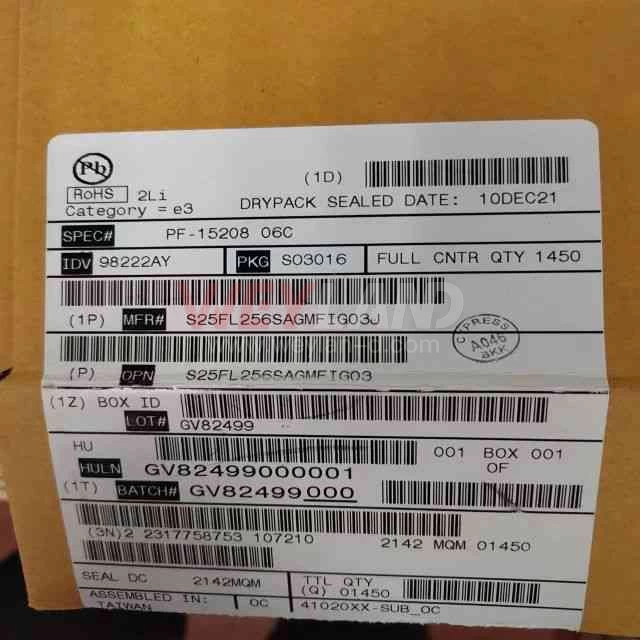 Pb
(1D)
RoHS 2Li
Category = e3
DRYPACK SEALED DATE: 10DEC21
SPEC# PF-15208 06C
IDV 98222AY PKG SO3016 FULL CNTR QTY 1450
(1P) MFR# S25FL256SAGMFIG03J
WEYLAND
CYPRESS
A046
BKK
(P) OPN S25FL256SAGMFIG03
(1Z) BOX ID
LOT# GV82499
HU
HULN GV82499000001
001 BOX 001
OF
(1T) BATCH# GV82499000
(3N)2 2317758753 107210 2142 MQM 01450
SEAL DC 2142MQM
TTL QTY
(Q) 01450
ASSEMBLED IN:
TAIWAN
OC
41020XX-SUB_OC